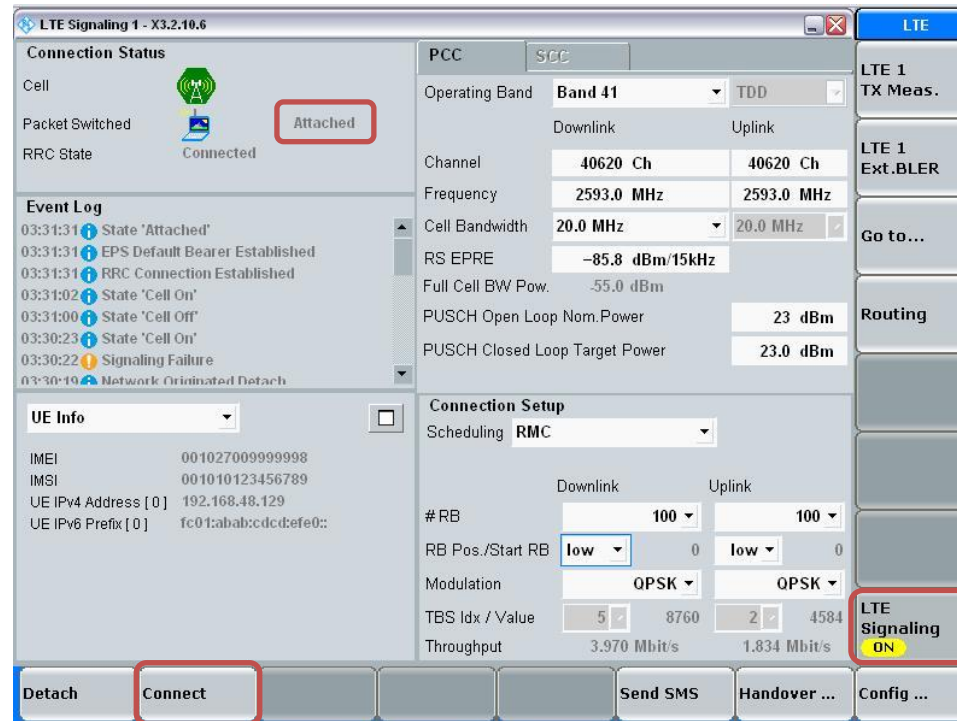 LTE Signaling 1 - X3.2.10.6
LTE
Connection Status
Cell
Packet Switched Attached
RRC State Connected
Event Log
03:31:31 State 'Attached'
03:31:31 EPS Default Bearer Established
03:31:31 RRC Connection Established
03:31:02 State 'Cell On'
03:31:00 State 'Cell Off'
03:30:23 State 'Cell On'
03:30:22 Signaling Failure
03:30:19 Network Originated Detach
UE Info
IMEI 001027009999998
IMSI 001010123456789
UE IPv4 Address [ 0 ] 192.168.48.129
UE IPv6 Prefix [ 0 ] fc01:abab:cdcd:efe0::
PCC SCC
Operating Band Band 41 TDD
Downlink Uplink
Channel 40620 Ch 40620 Ch
Frequency 2593.0 MHz 2593.0 MHz
Cell Bandwidth 20.0 MHz 20.0 MHz
RS EPRE −85.8 dBm/15kHz
Full Cell BW Pow. -55.0 dBm
PUSCH Open Loop Nom.Power 23 dBm
PUSCH Closed Loop Target Power 23.0 dBm
Connection Setup
Scheduling RMC
Downlink Uplink
# RB 100 100
RB Pos./Start RB low 0 low 0
Modulation QPSK QPSK
TBS Idx / Value 5 8760 2 4584
Throughput 3.970 Mbit/s 1.834 Mbit/s
LTE 1
TX Meas.
LTE 1
Ext.BLER
Go to...
Routing
LTE
Signaling
ON
Detach Connect Send SMS Handover ... Config ...